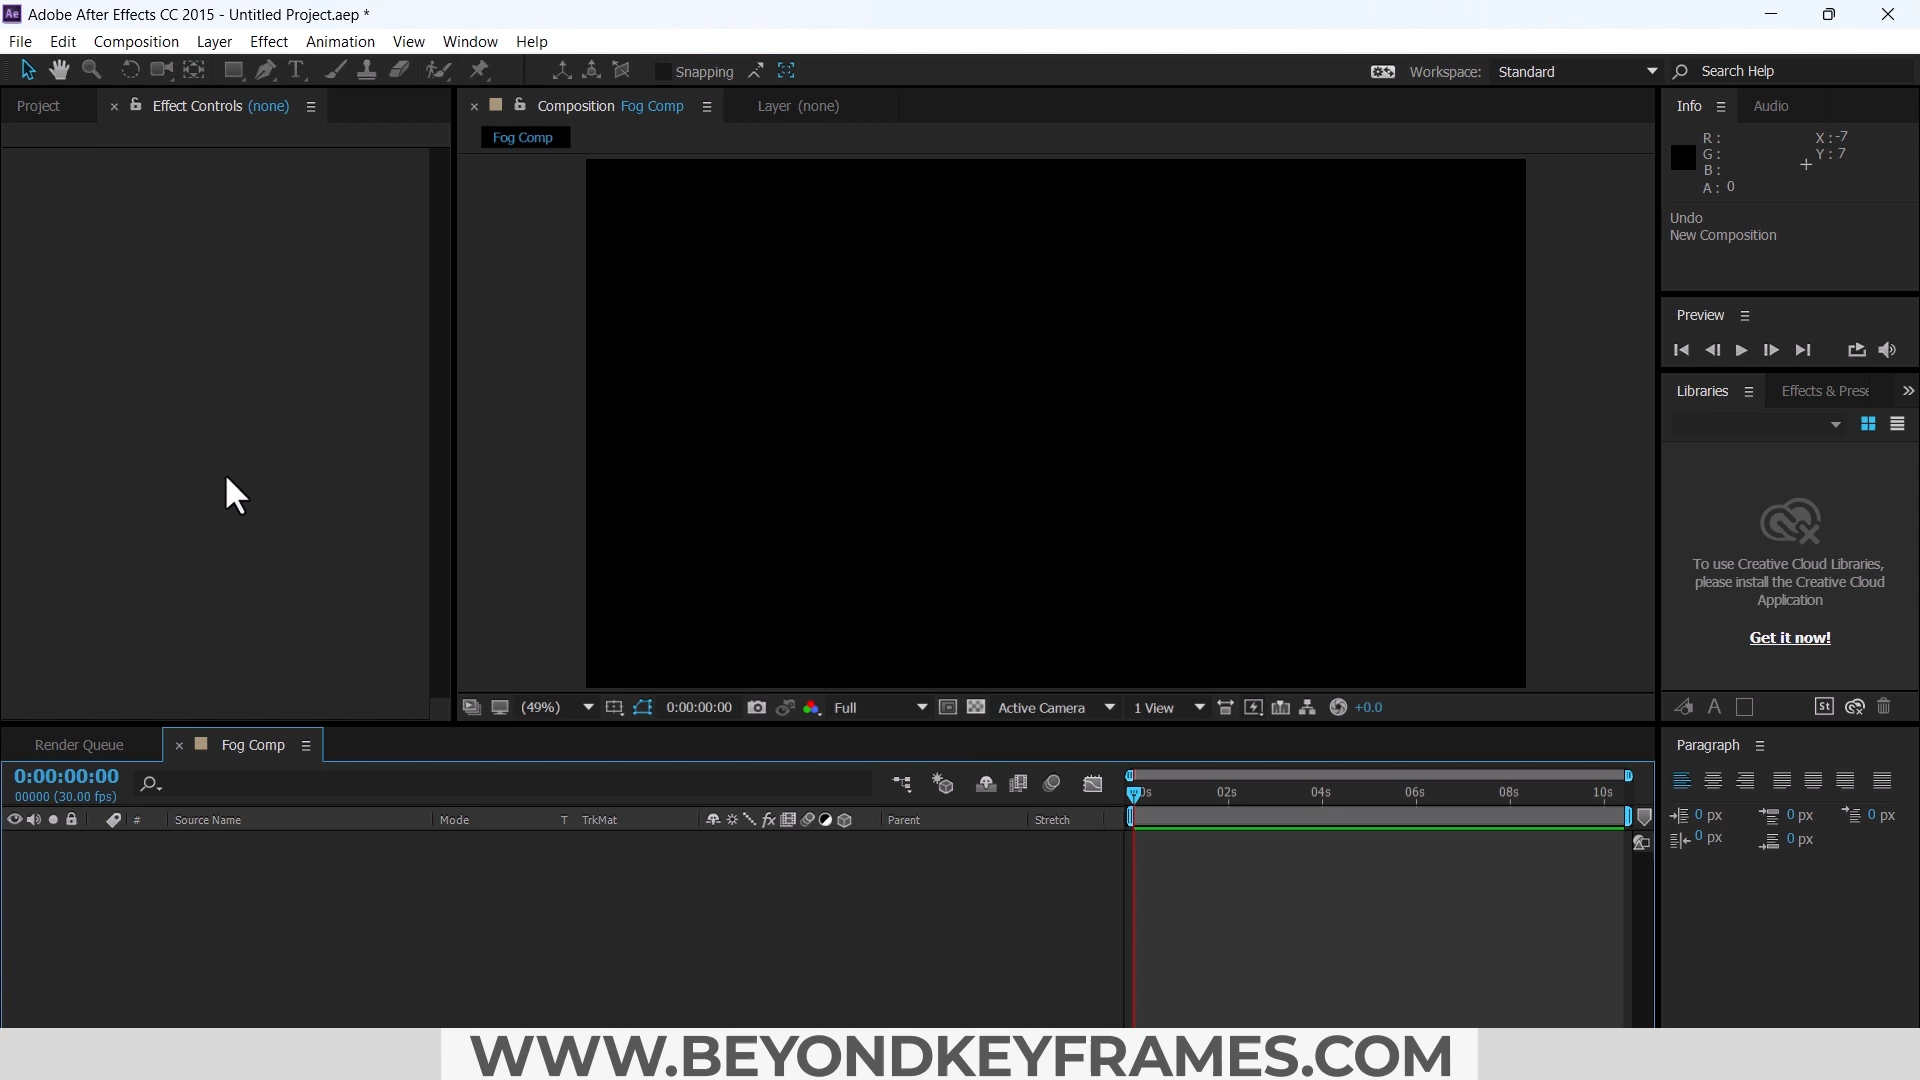 Ae Adobe After Effects CC 2015 - Untitled Project.aep *
File Edit Composition Layer Effect Animation View Window Help
Snapping
Workspace: Standard
Search Help
Project
Effect Controls (none)
Composition Fog Comp
Layer (none)
Fog Comp
Info
Audio
R :
G :
B :
A : 0
X : -7
Y : 7
Undo
New Composition
Preview
Libraries
Effects & Prese
To use Creative Cloud Libraries,
please install the Creative Cloud
Application
Get it now!
(49%)
0:00:00:00
Full
Active Camera
1 View
+0.0
St
Render Queue
Fog Comp
0:00:00:00
00000 (30.00 fps)
0s 02s 04s 06s 08s 10s
# Source Name Mode T TrkMat fx Parent Stretch
Paragraph
0 px 0 px 0 px
0 px 0 px
WWW.BEYONDKEYFRAMES.COM